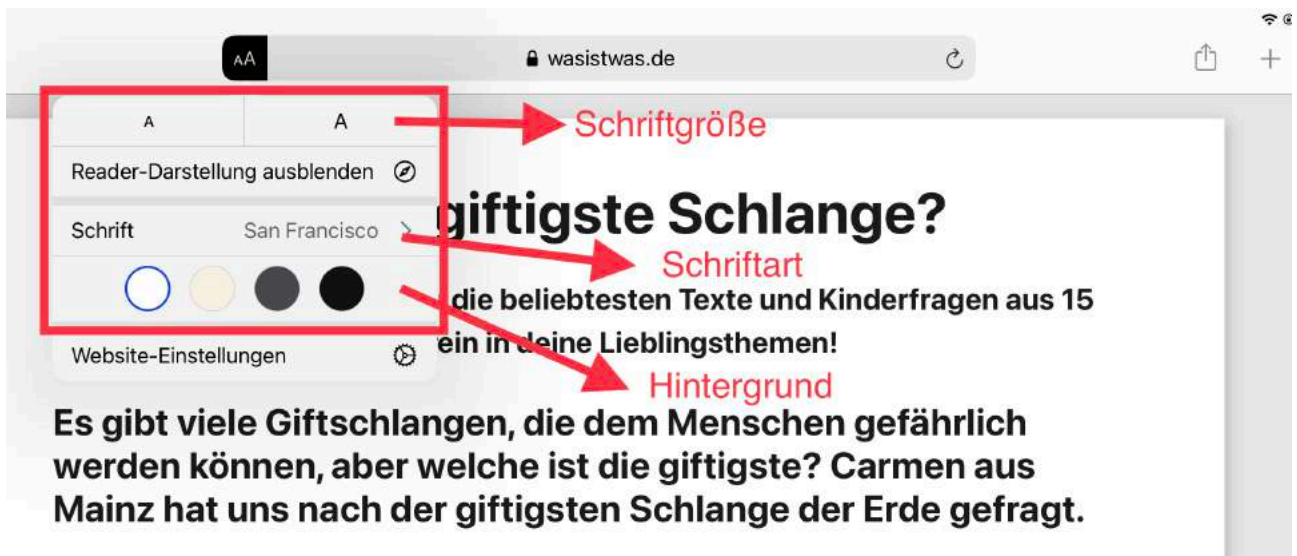 AA
wasistwas.de
A
A
Schriftgröße
Reader-Darstellung ausblenden
giftigste Schlange?
Schrift
San Francisco
Schriftart
die beliebtesten Texte und Kinderfragen aus 15
Website-Einstellungen
ein in deine Lieblingsthemen!
Hintergrund
Es gibt viele Giftschlangen, die dem Menschen gefährlich
werden können, aber welche ist die giftigste? Carmen aus
Mainz hat uns nach der giftigsten Schlange der Erde gefragt.